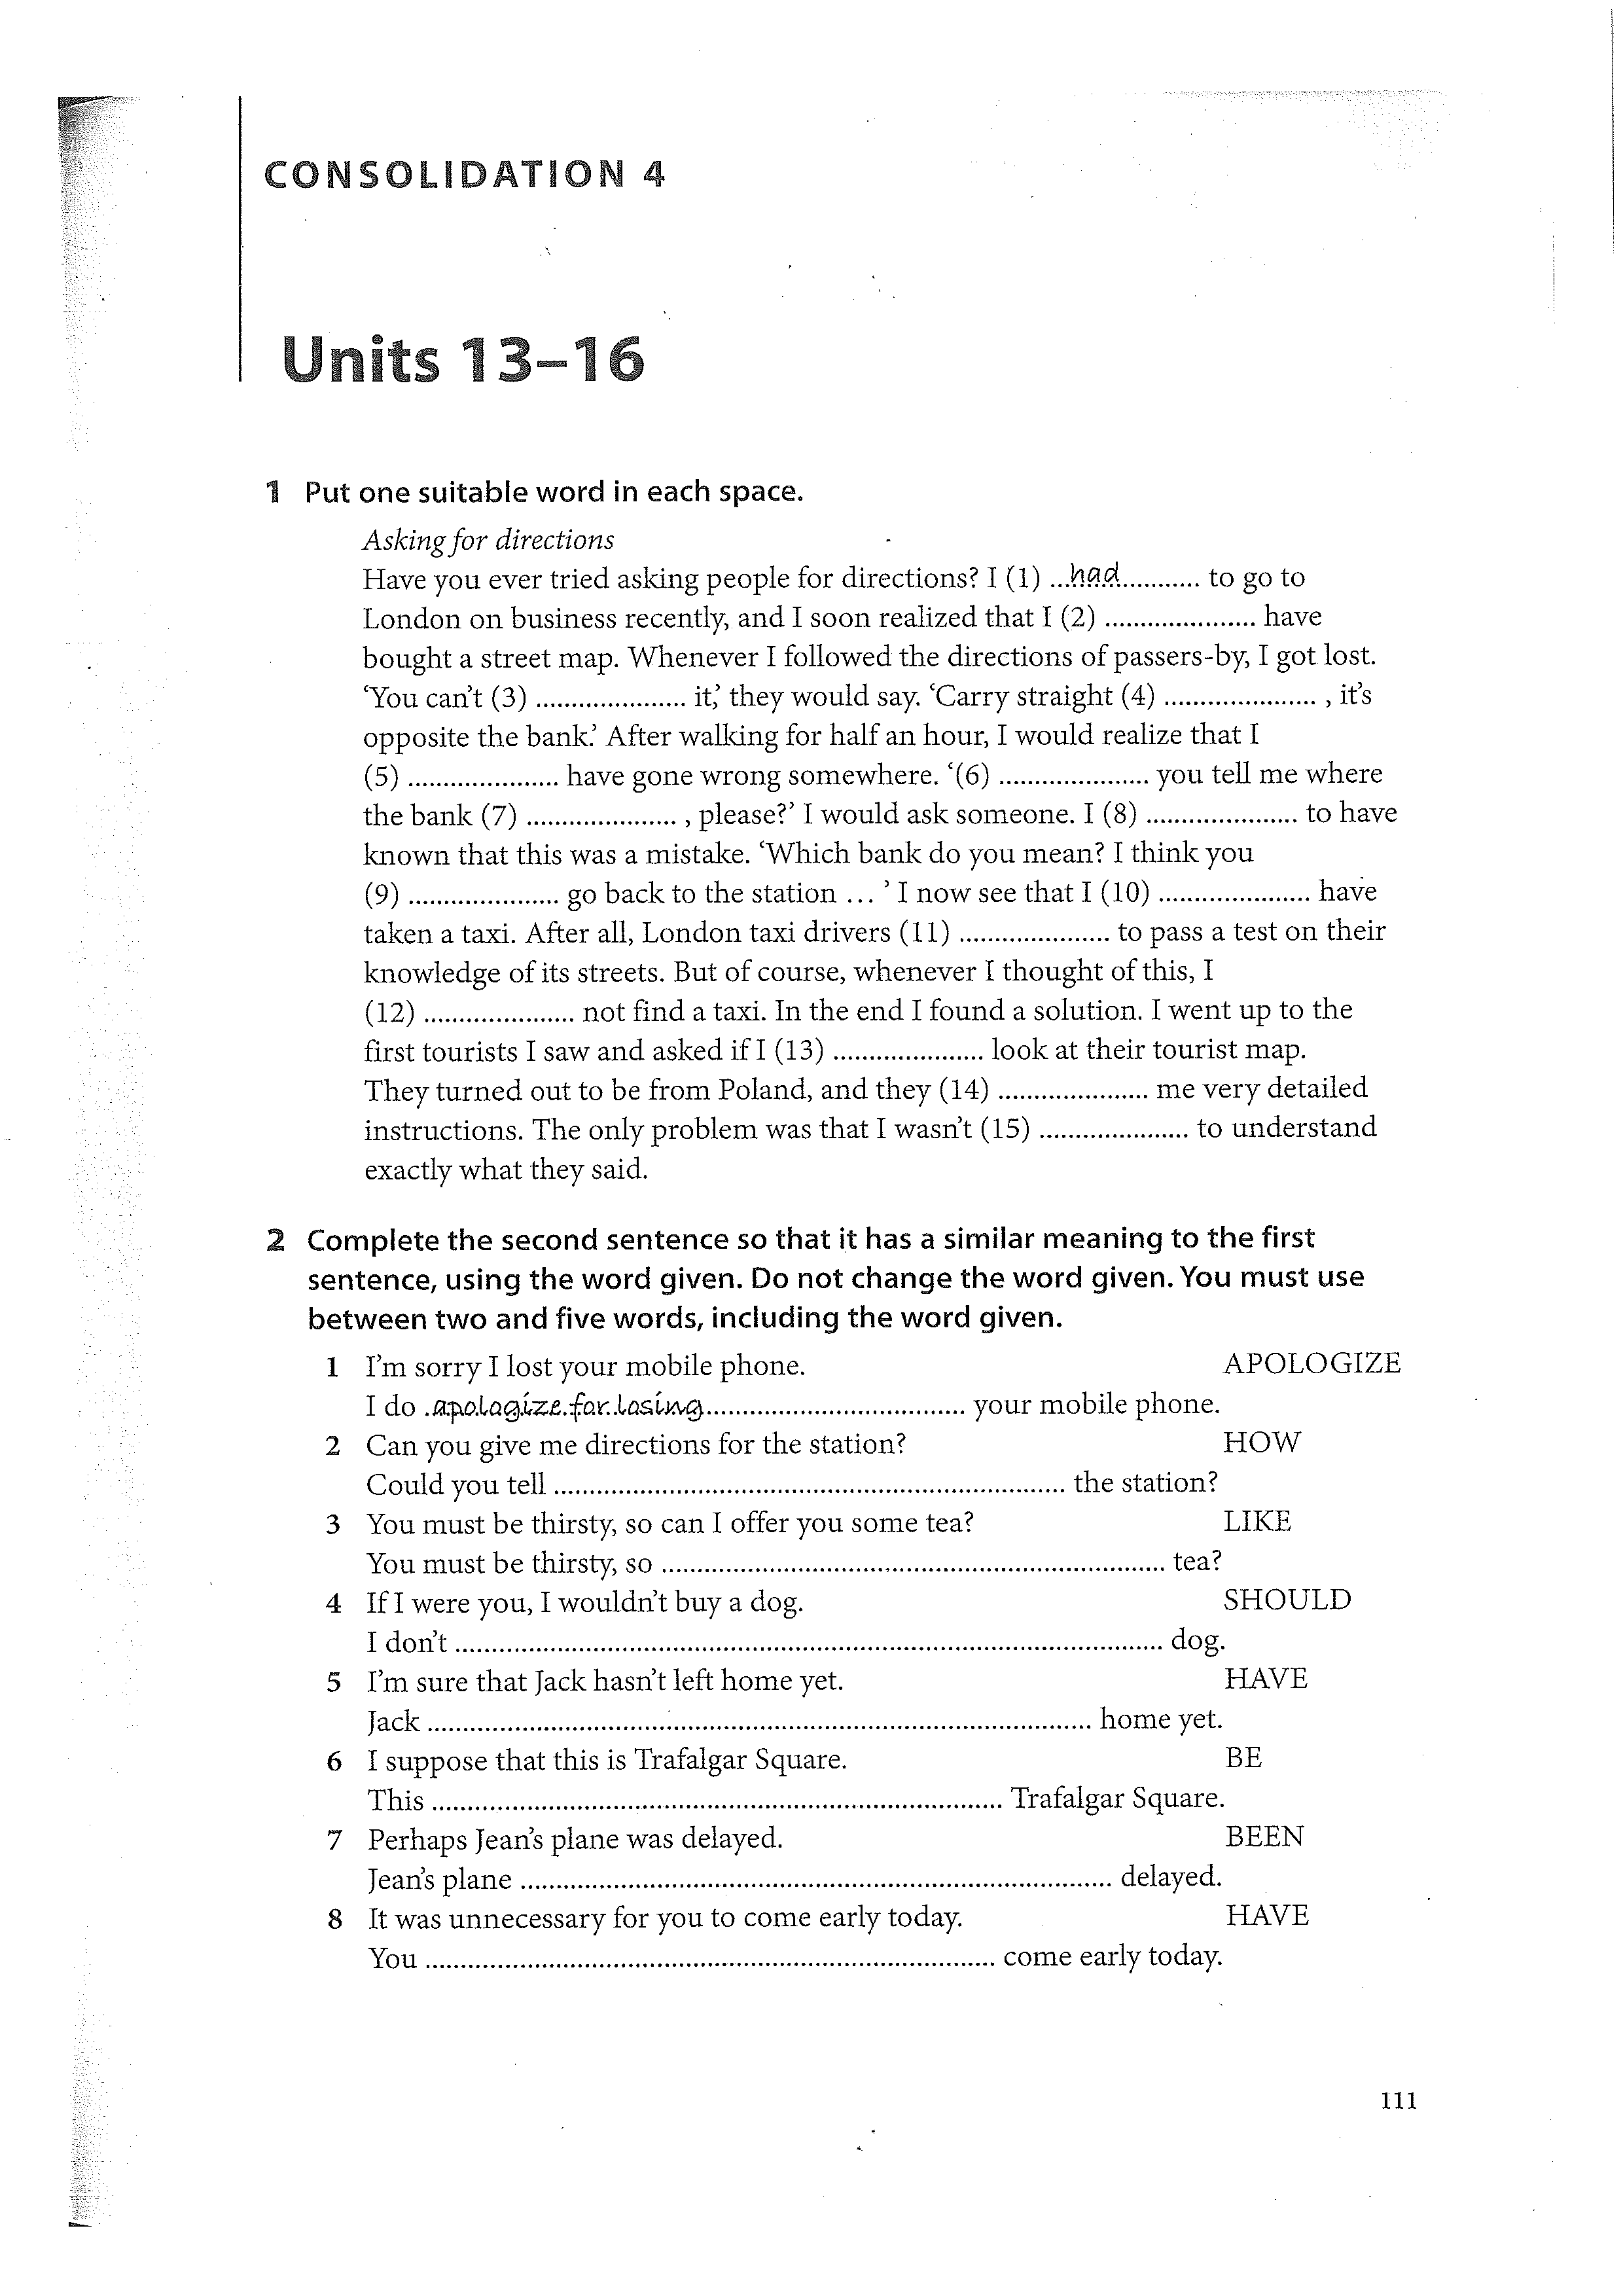 CONSOLIDATION 4
Units 13–16
1 Put one suitable word in each space.
Asking for directions
Have you ever tried asking people for directions? I (1) ...had........... to go to
London on business recently, and I soon realized that I (2) ..................... have
bought a street map. Whenever I followed the directions of passers-by, I got lost.
‘You can’t (3) ..................... it,’ they would say. ‘Carry straight (4) ..................... , it’s
opposite the bank.’ After walking for half an hour, I would realize that I
(5) ..................... have gone wrong somewhere. ‘(6) ..................... you tell me where
the bank (7) ..................... , please?’ I would ask someone. I (8) ..................... to have
known that this was a mistake. ‘Which bank do you mean? I think you
(9) ..................... go back to the station ... ’ I now see that I (10) ..................... have
taken a taxi. After all, London taxi drivers (11) ..................... to pass a test on their
knowledge of its streets. But of course, whenever I thought of this, I
(12) ..................... not find a taxi. In the end I found a solution. I went up to the
first tourists I saw and asked if I (13) ..................... look at their tourist map.
They turned out to be from Poland, and they (14) ..................... me very detailed
instructions. The only problem was that I wasn’t (15) ..................... to understand
exactly what they said.
2 Complete the second sentence so that it has a similar meaning to the first
sentence, using the word given. Do not change the word given. You must use
between two and five words, including the word given.
1 I’m sorry I lost your mobile phone. APOLOGIZE
I do .apologize.for.losing.................................... your mobile phone.
2 Can you give me directions for the station? HOW
Could you tell ....................................................................... the station?
3 You must be thirsty, so can I offer you some tea? LIKE
You must be thirsty, so ...................................................................... tea?
4 If I were you, I wouldn’t buy a dog. SHOULD
I don’t .................................................................................................. dog.
5 I’m sure that Jack hasn’t left home yet. HAVE
Jack ............................................................................................ home yet.
6 I suppose that this is Trafalgar Square. BE
This ............................................................................... Trafalgar Square.
7 Perhaps Jean’s plane was delayed. BEEN
Jean’s plane .................................................................................. delayed.
8 It was unnecessary for you to come early today. HAVE
You ............................................................................... come early today.
111